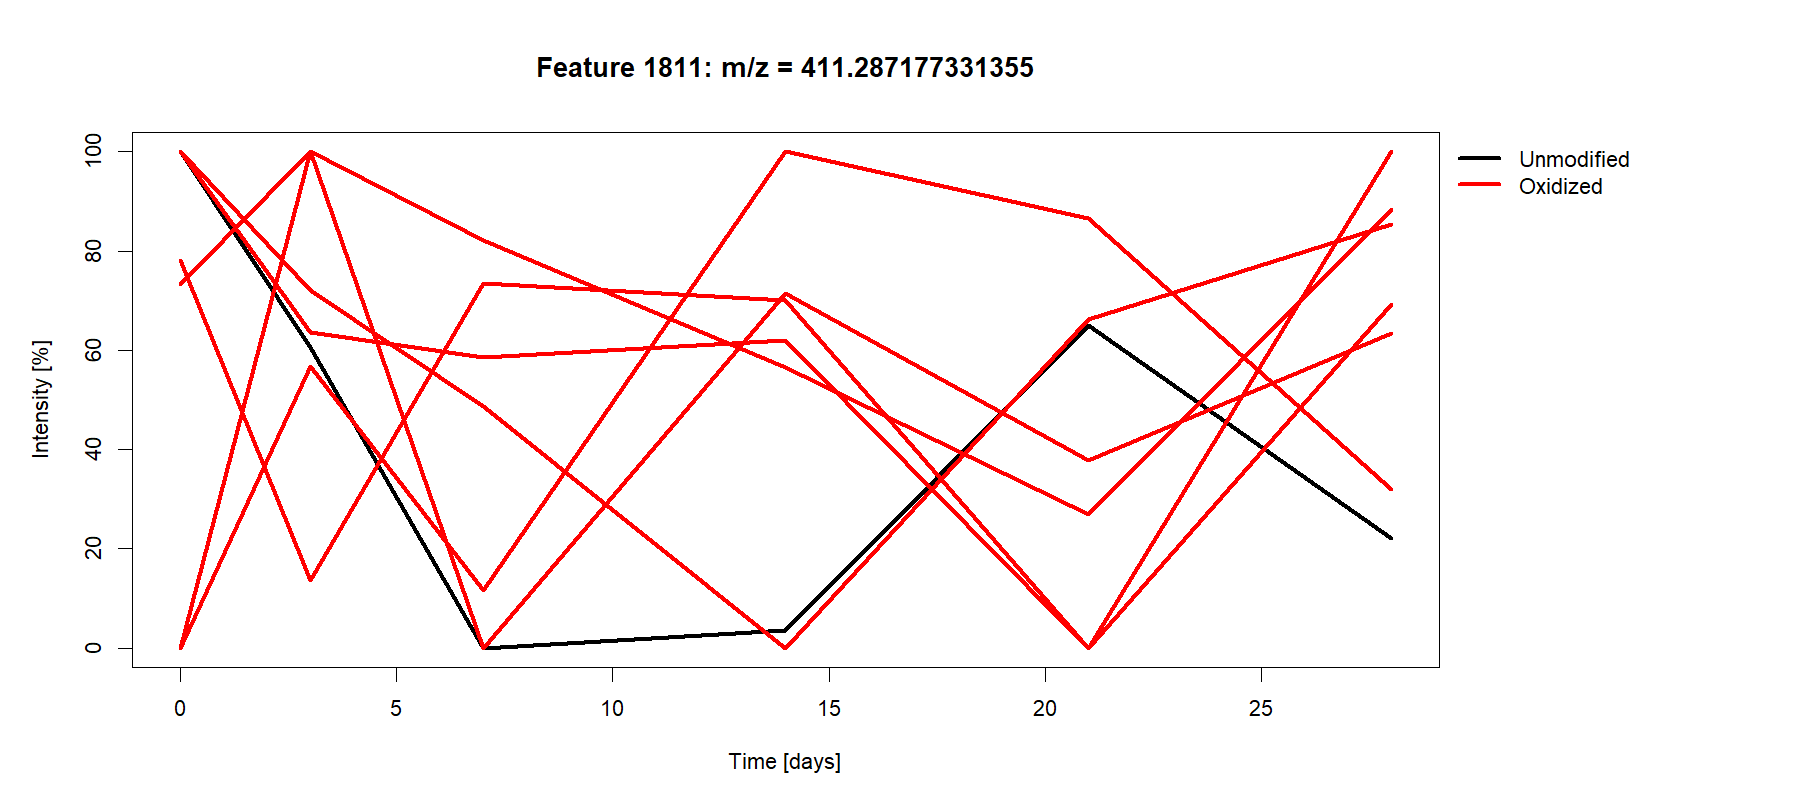 Feature 1811: m/z = 411.287177331355
Unmodified
Oxidized
Intensity [%]
100
80
60
40
20
0
0 5 10 15 20 25
Time [days]